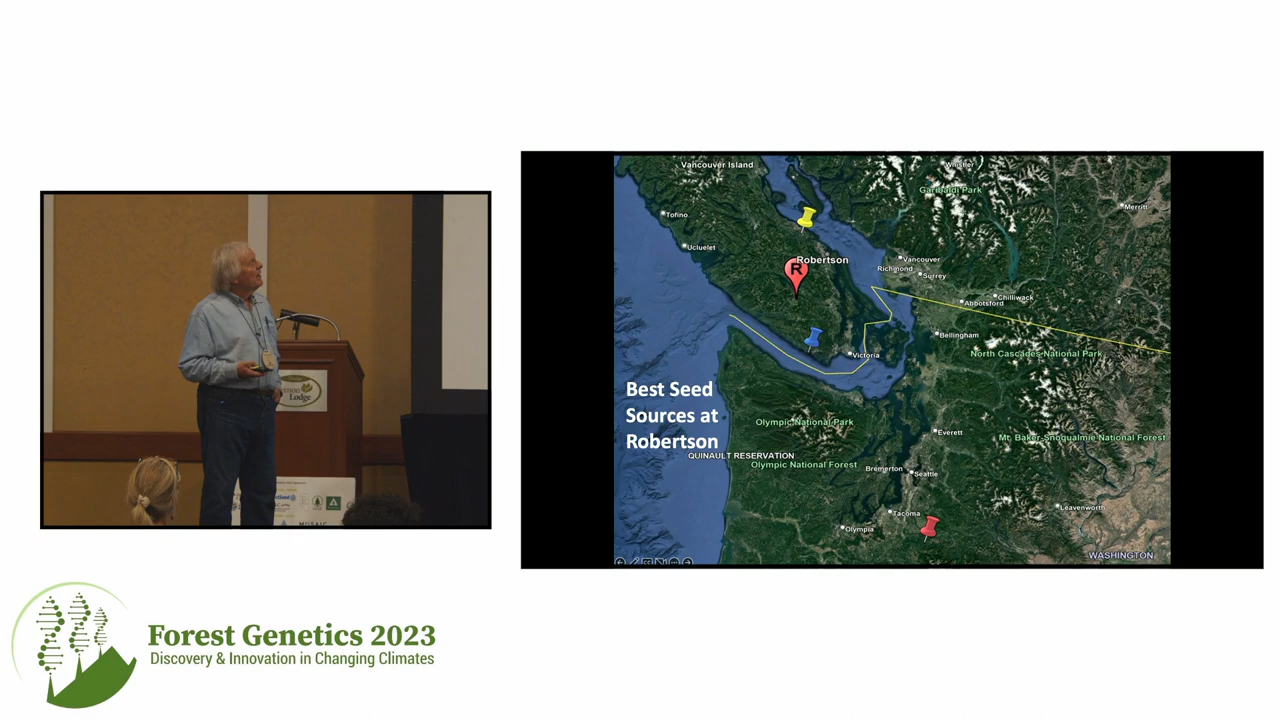 Vancouver Island
Whistler
Garibaldi Park
Merritt
Tofino
Ucluelet
Robertson
R
Vancouver
Richmond
Surrey
Chilliwack
Abbotsford
Bellingham
Victoria
North Cascades National Park
Best Seed
Sources at
Robertson
Olympic National Park
Everett
Mt. Baker-Snoqualmie National Forest
QUINAULT RESERVATION
Olympic National Forest
Bremerton
Seattle
Leavenworth
Tacoma
Olympia
WASHINGTON
Lodge
MOSAIC
Forest Genetics 2023
Discovery & Innovation in Changing Climates